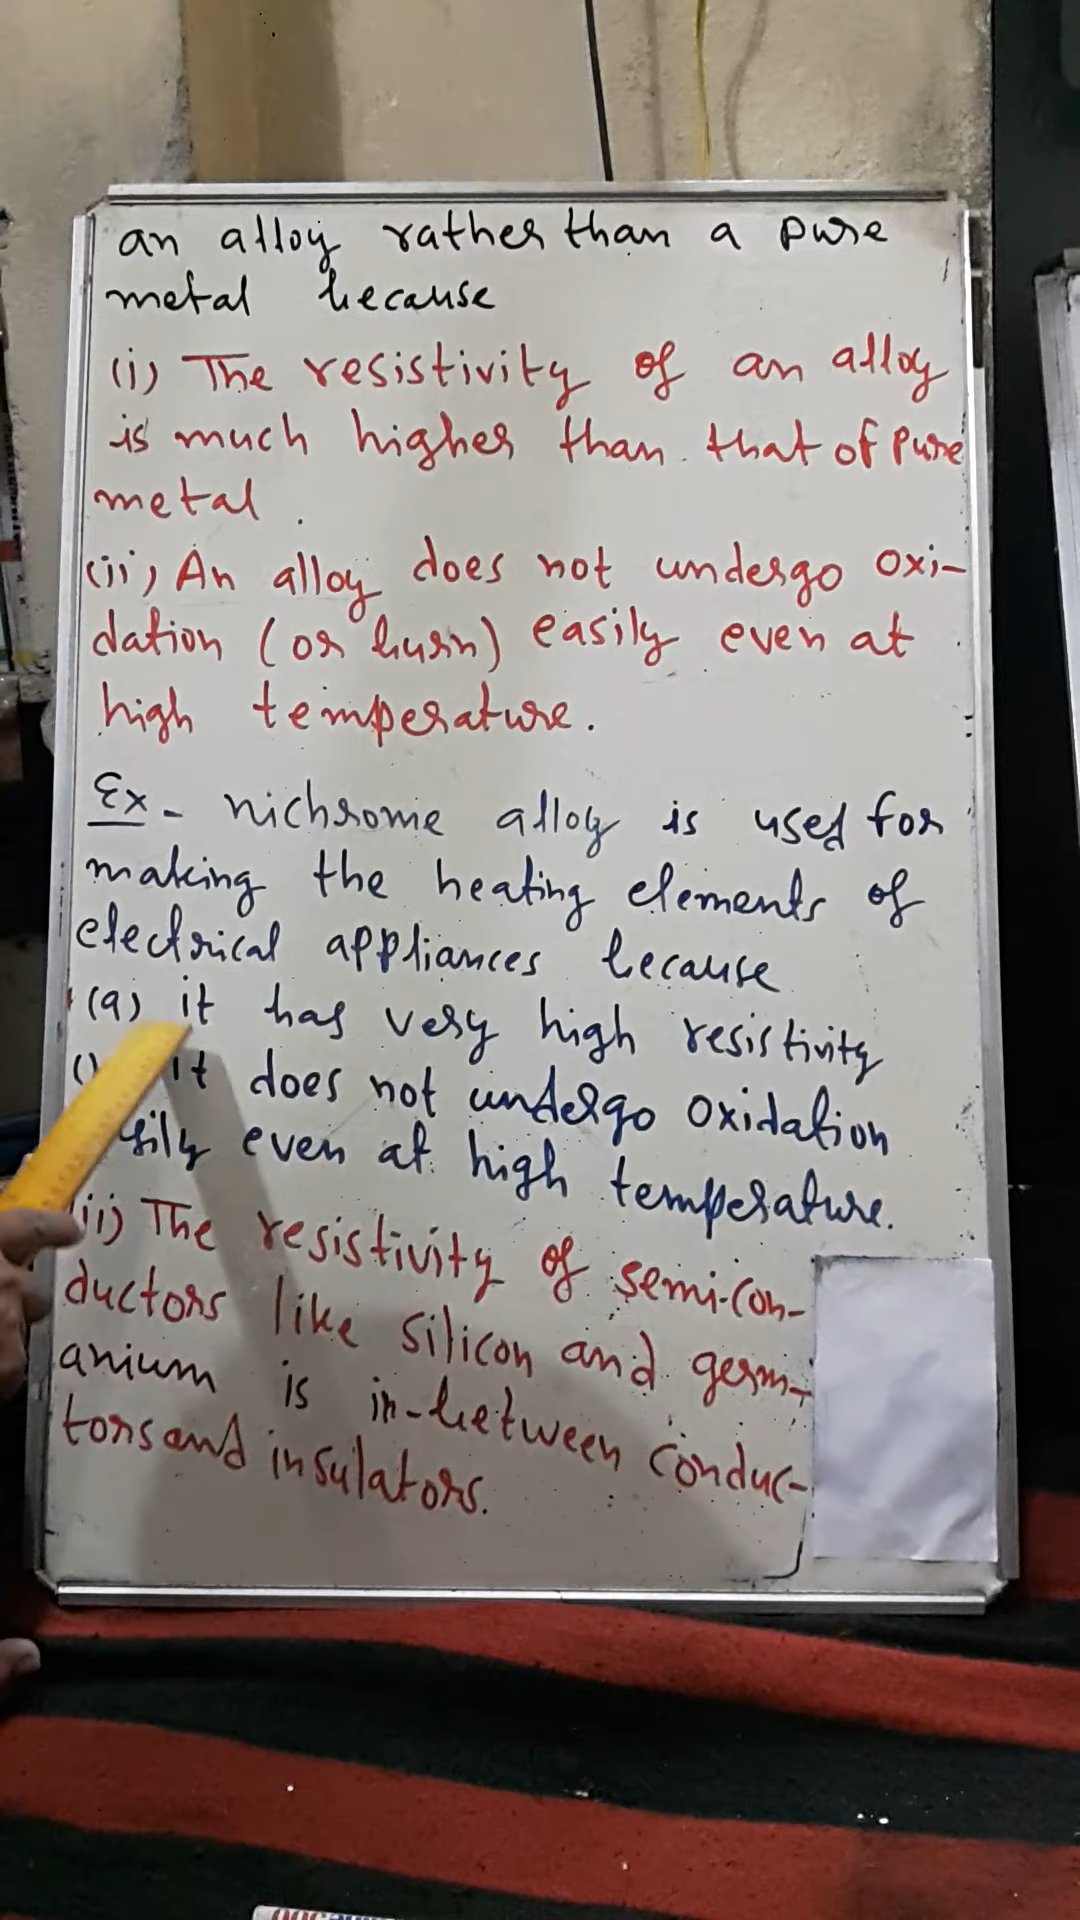 an alloy rather than a pure
metal because
(i) The resistivity of an alloy
is much higher than that of Pure
metal.
(ii) An alloy does not undergo oxi-
dation (or burn) easily even at
high temperature.
Ex- nichrome alloy is used for
making the heating elements of
electrical appliances because
(a) it has very high resistivity
it does not undergo oxidation
even at high temperature.
The resistivity of semicon-
ductors like silicon and germ-
anium is in-between conduc-
tors and insulators.